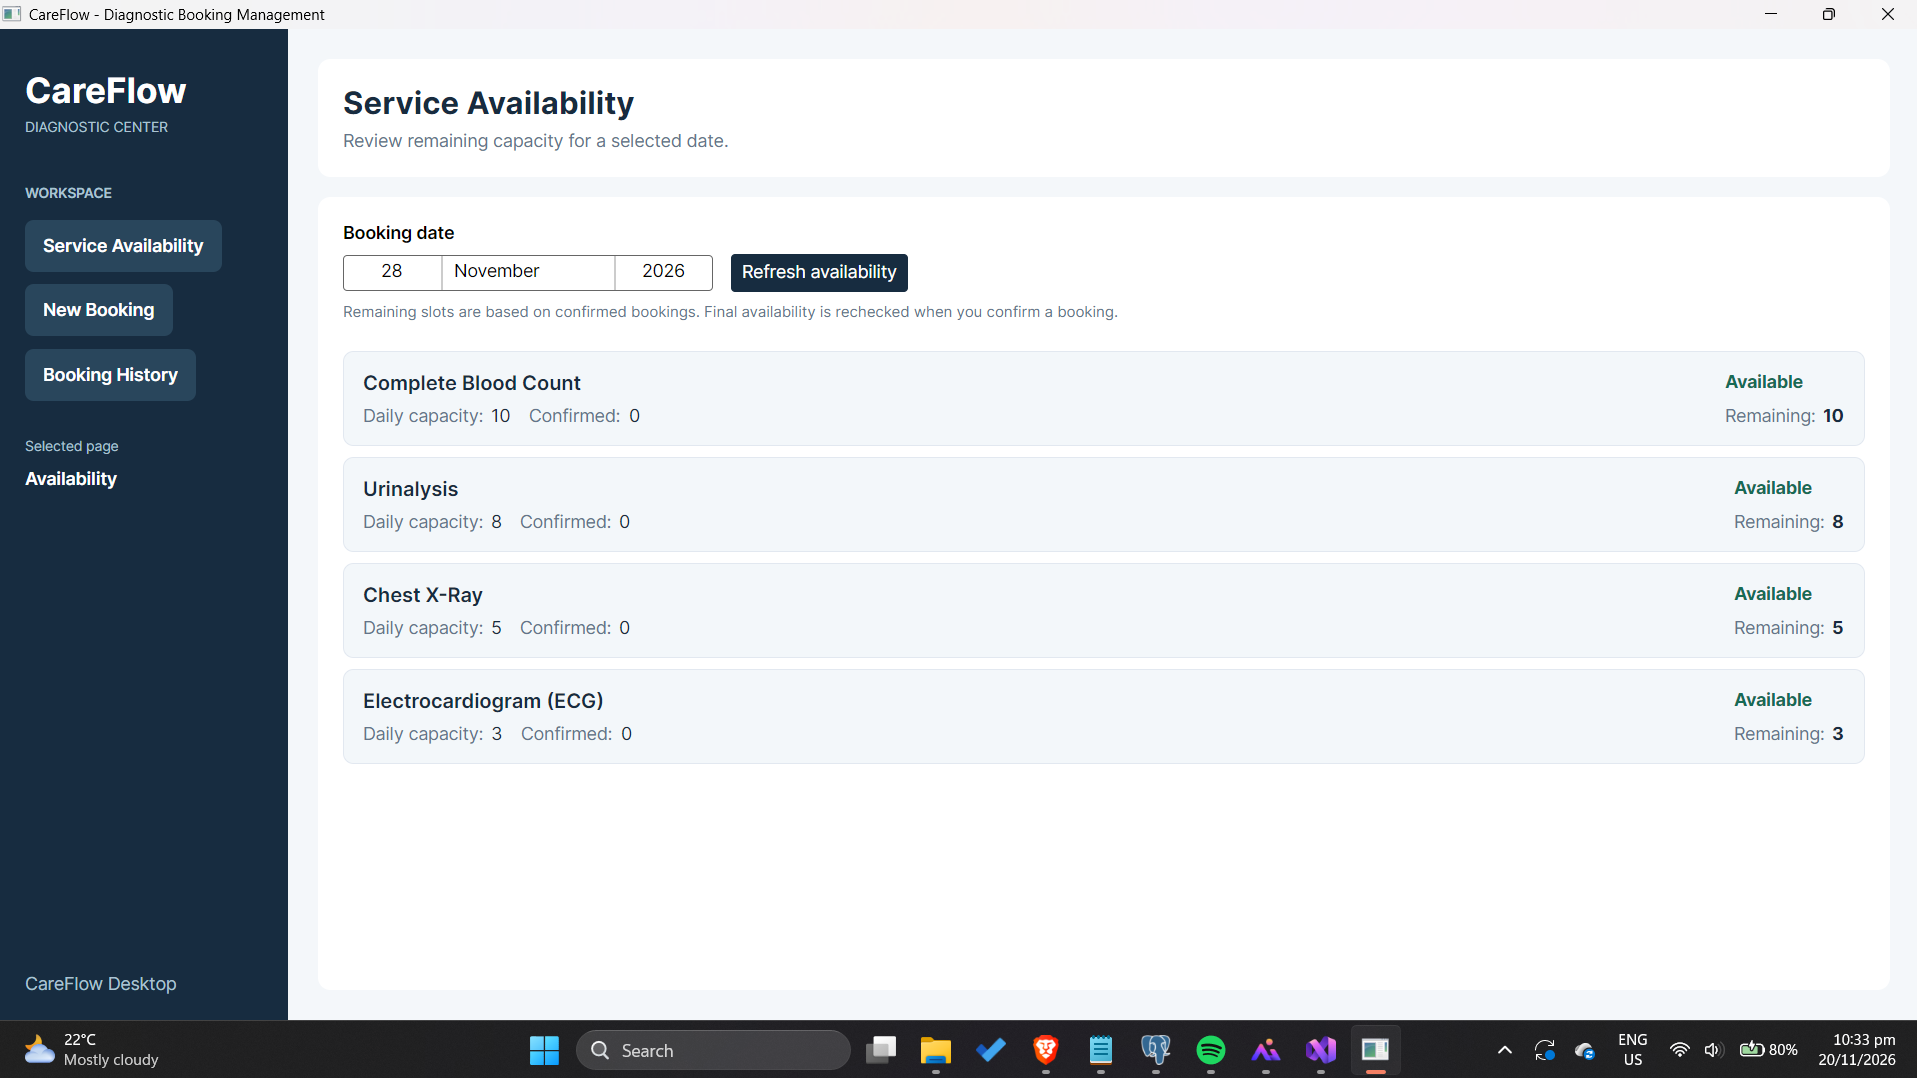 CareFlow - Diagnostic Booking Management
CareFlow
DIAGNOSTIC CENTER
WORKSPACE
Service Availability
New Booking
Booking History
Selected page
Availability
CareFlow Desktop
Service Availability
Review remaining capacity for a selected date.
Booking date
28 November 2026 Refresh availability
Remaining slots are based on confirmed bookings. Final availability is rechecked when you confirm a booking.
Complete Blood Count Available
Daily capacity: 10 Confirmed: 0 Remaining: 10
Urinalysis Available
Daily capacity: 8 Confirmed: 0 Remaining: 8
Chest X-Ray Available
Daily capacity: 5 Confirmed: 0 Remaining: 5
Electrocardiogram (ECG) Available
Daily capacity: 3 Confirmed: 0 Remaining: 3
22°C
Mostly cloudy
Search
ENG
US
80%
10:33 pm
20/11/2026